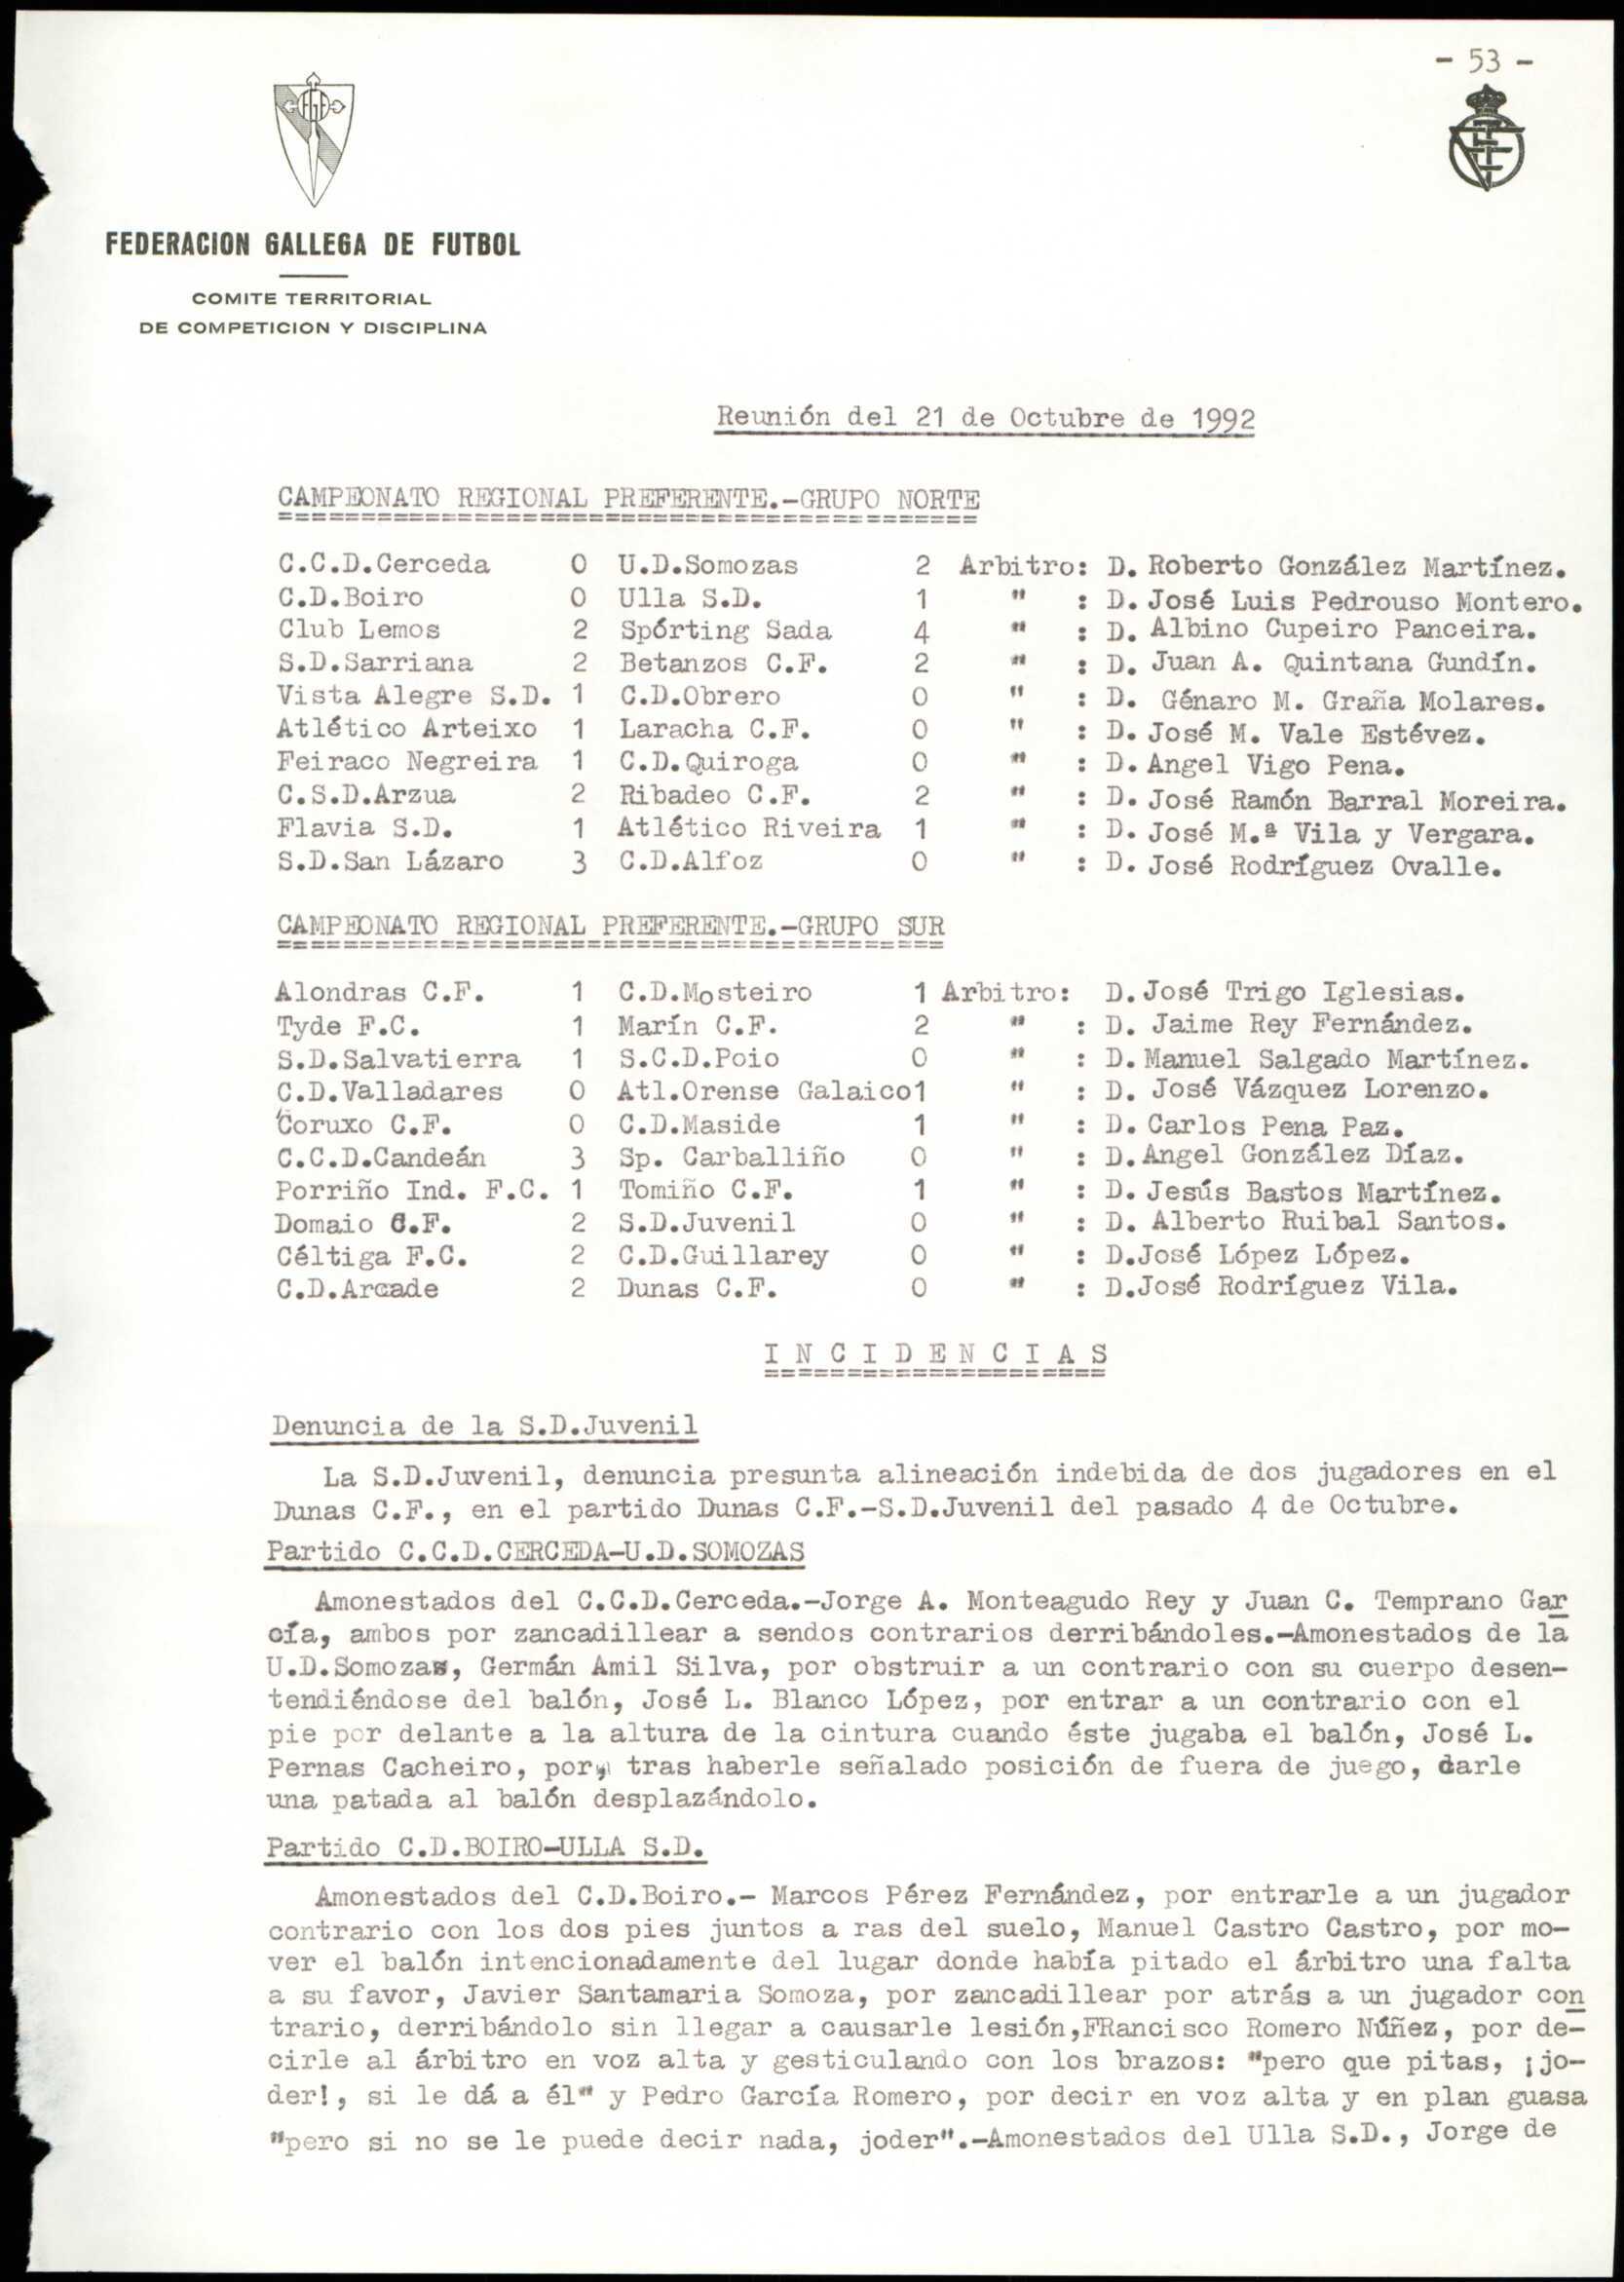 - 53 -
FGF
FEDERACION GALLEGA DE FUTBOL
COMITE TERRITORIAL
DE COMPETICION Y DISCIPLINA
Reunión del 21 de Octubre de 1992
CAMPEONATO REGIONAL PREFERENTE.-GRUPO NORTE
C.C.D.Cerceda 0 U.D.Somozas 2 Arbitro: D. Roberto González Martínez.
C.D.Boiro 0 Ulla S.D. 1 " : D. José Luis Pedrouso Montero.
Club Lemos 2 Spórting Sada 4 " : D. Albino Cupeiro Panceira.
S.D.Sarriana 2 Betanzos C.F. 2 " : D. Juan A. Quintana Gundín.
Vista Alegre S.D. 1 C.D.Obrero 0 " : D. Génaro M. Graña Molares.
Atlético Arteixo 1 Laracha C.F. 0 " : D. José M. Vale Estévez.
Feiraco Negreira 1 C.D.Quiroga 0 " : D. Angel Vigo Pena.
C.S.D.Arzua 2 Ribadeo C.F. 2 " : D. José Ramón Barral Moreira.
Flavia S.D. 1 Atlético Riveira 1 " : D. José M.ª Vila y Vergara.
S.D.San Lázaro 3 C.D.Alfoz 0 " : D. José Rodríguez Ovalle.
CAMPEONATO REGIONAL PREFERENTE.-GRUPO SUR
Alondras C.F. 1 C.D.Mosteiro 1 Arbitro: D. José Trigo Iglesias.
Tyde F.C. 1 Marín C.F. 2 " : D. Jaime Rey Fernández.
S.D.Salvatierra 1 S.C.D.Poio 0 " : D. Manuel Salgado Martínez.
C.D.Valladares 0 Atl.Orense Galaico1 " : D. José Vázquez Lorenzo.
Coruxo C.F. 0 C.D.Maside 1 " : D. Carlos Pena Paz.
C.C.D.Candeán 3 Sp. Carballiño 0 " : D. Angel González Díaz.
Porriño Ind. F.C. 1 Tomiño C.F. 1 " : D. Jesús Bastos Martínez.
Domaio C.F. 2 S.D.Juvenil 0 " : D. Alberto Ruibal Santos.
Céltiga F.C. 2 C.D.Guillarey 0 " : D.José López López.
C.D.Arcade 2 Dunas C.F. 0 " : D.José Rodríguez Vila.
I N C I D E N C I A S
Denuncia de la S.D.Juvenil
La S.D.Juvenil, denuncia presunta alineación indebida de dos jugadores en el
Dunas C.F., en el partido Dunas C.F.-S.D.Juvenil del pasado 4 de Octubre.
Partido C.C.D.CERCEDA-U.D.SOMOZAS
Amonestados del C.C.D.Cerceda.-Jorge A. Monteagudo Rey y Juan C. Temprano Gar
cía, ambos por zancadillear a sendos contrarios derribándoles.-Amonestados de la
U.D.Somozas, Germán Amil Silva, por obstruir a un contrario con su cuerpo desen-
tendiéndose del balón, José L. Blanco López, por entrar a un contrario con el
pie por delante a la altura de la cintura cuando éste jugaba el balón, José L.
Pernas Cacheiro, por, tras haberle señalado posición de fuera de juego, darle
una patada al balón desplazándolo.
Partido C.D.BOIRO-ULLA S.D.
Amonestados del C.D.Boiro.- Marcos Pérez Fernández, por entrarle a un jugador
contrario con los dos pies juntos a ras del suelo, Manuel Castro Castro, por mo-
ver el balón intencionadamente del lugar donde había pitado el árbitro una falta
a su favor, Javier Santamaria Somoza, por zancadillear por atrás a un jugador con
trario, derribándolo sin llegar a causarle lesión,FRancisco Romero Núñez, por de-
cirle al árbitro en voz alta y gesticulando con los brazos: "pero que pitas, ¡jo-
der!, si le dá a él" y Pedro García Romero, por decir en voz alta y en plan guasa
"pero si no se le puede decir nada, joder".-Amonestados del Ulla S.D., Jorge de